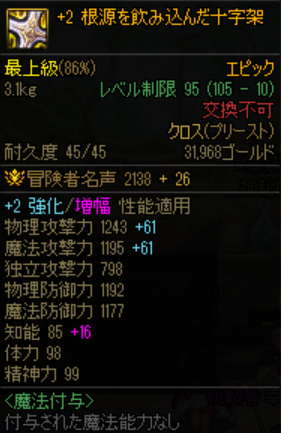 +2 根源を飲み込んだ十字架
最上級(86%) エピック
3.1kg レベル制限 95 (105 - 10)
交換不可
クロス(プリースト)
耐久度 45/45 31,968ゴールド
冒険者名声 2138 + 26
+2 強化/増幅 性能適用
物理攻撃力 1243 +61
魔法攻撃力 1195 +61
独立攻撃力 798
物理防御力 1192
魔法防御力 1177
知能 85 +16
体力 98
精神力 99
<魔法付与>
付与された魔法能力なし